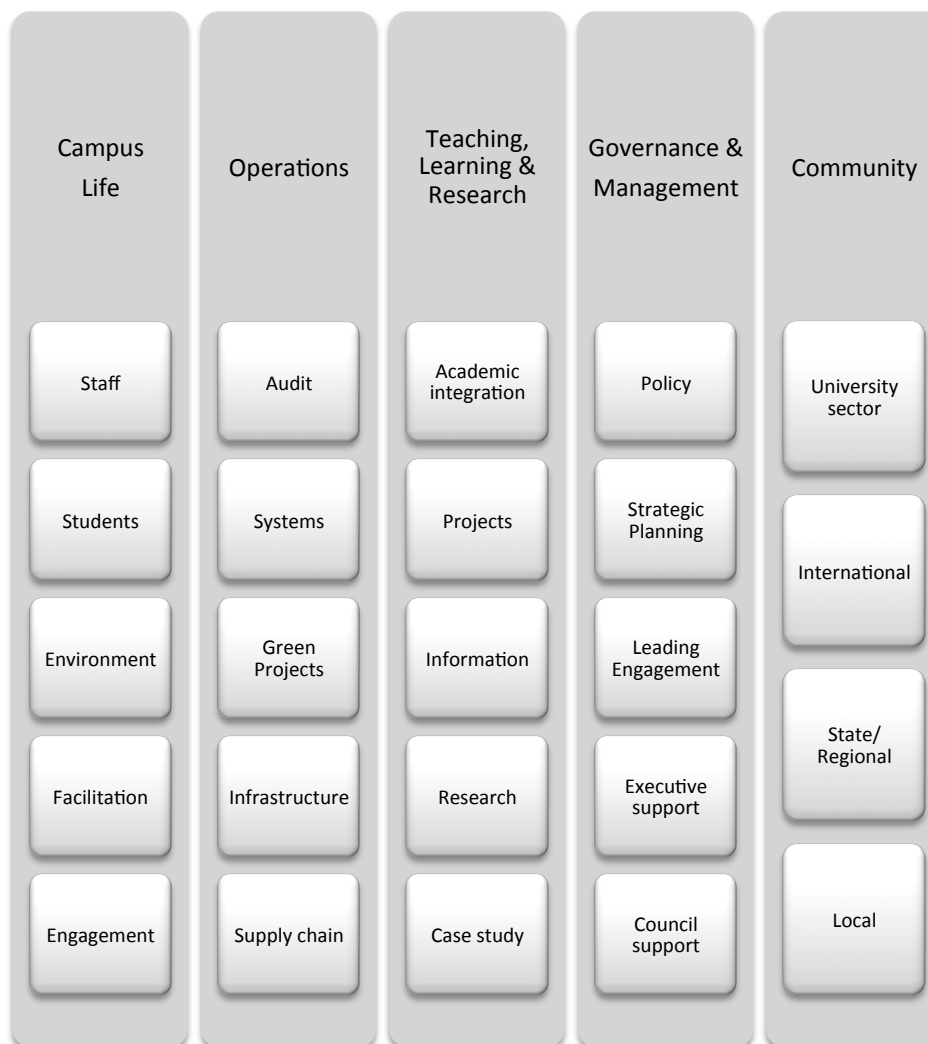 Campus
Life
Staff
Students
Environment
Facilitation
Engagement
Operations
Audit
Systems
Green
Projects
Infrastructure
Supply chain
Teaching,
Learning &
Research
Academic
integration
Projects
Information
Research
Case study
Governance &
Management
Policy
Strategic
Planning
Leading
Engagement
Executive
support
Council
support
Community
University
sector
International
State/
Regional
Local